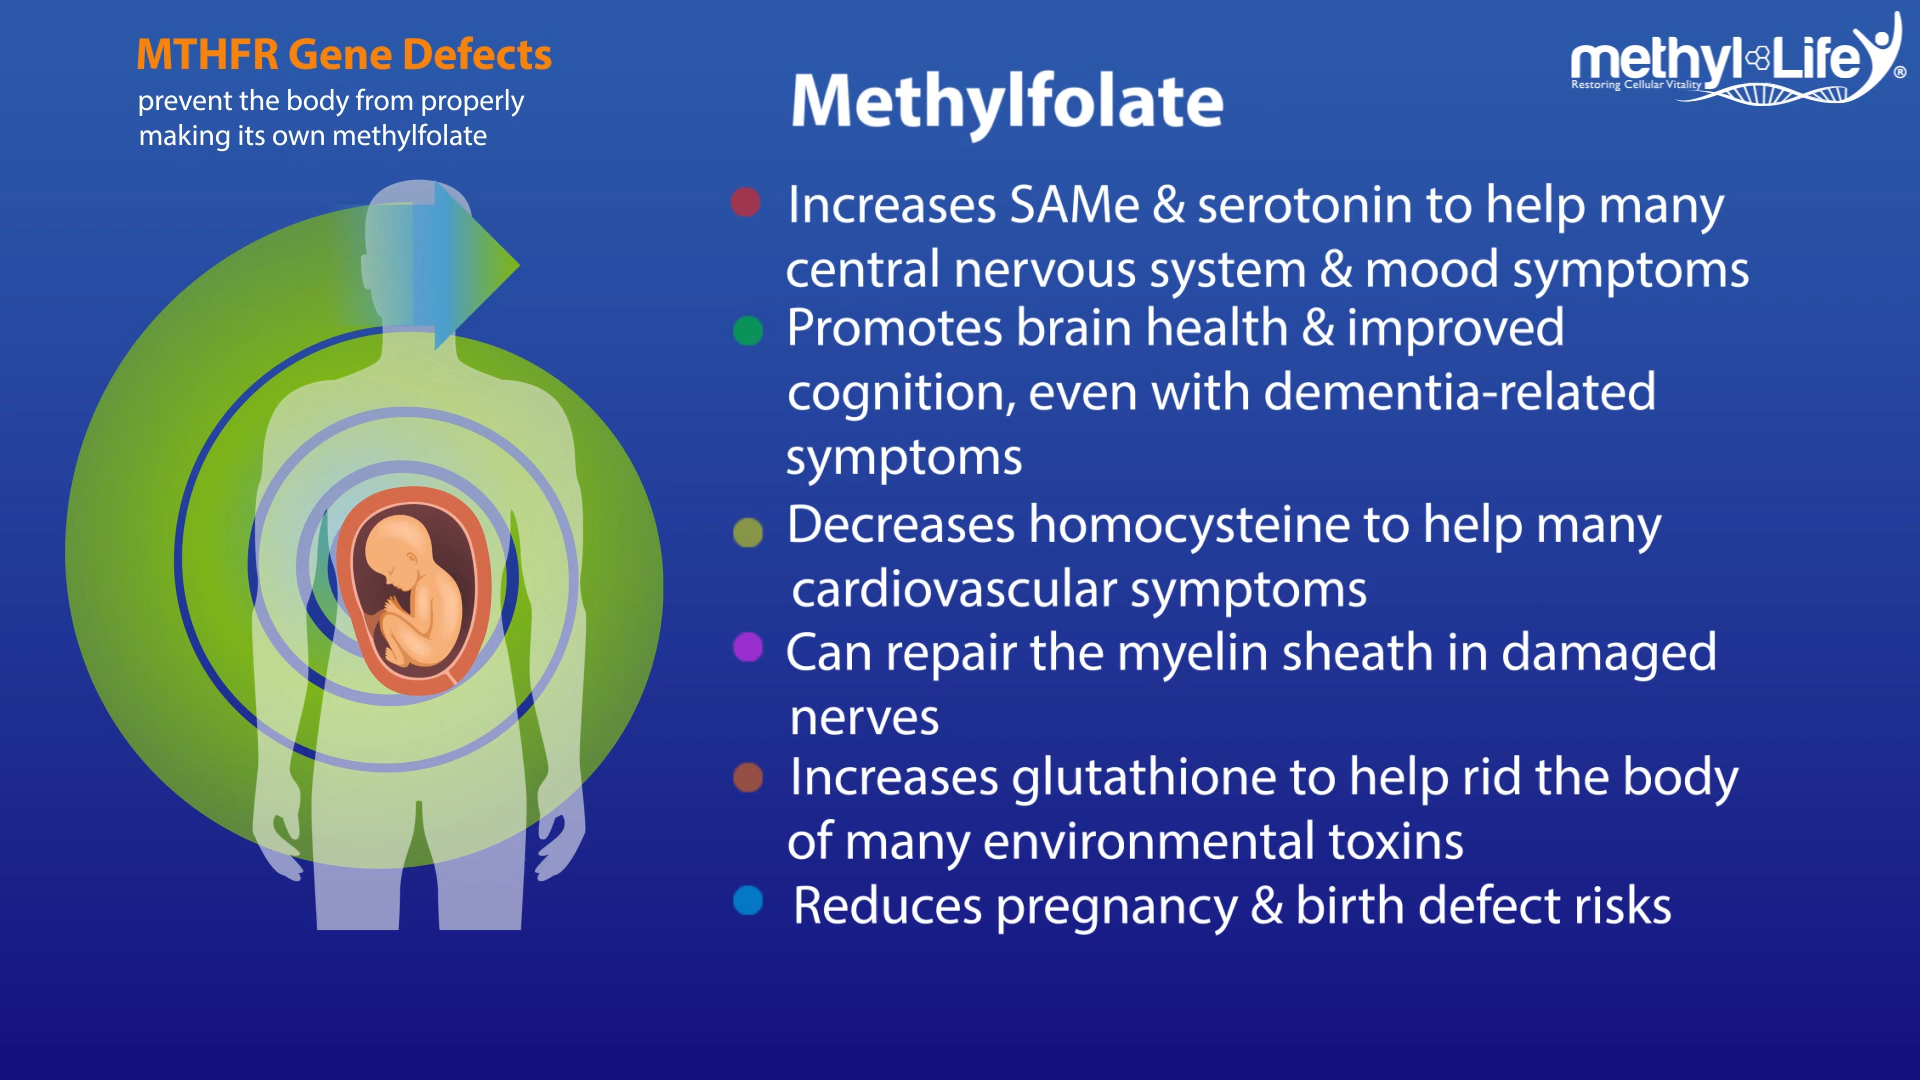 MTHFR Gene Defects
prevent the body from properly
making its own methylfolate
methyl Life
®
Restoring Cellular Vitality
Methylfolate
Increases SAMe & serotonin to help many
central nervous system & mood symptoms
Promotes brain health & improved
cognition, even with dementia-related
symptoms
Decreases homocysteine to help many
cardiovascular symptoms
Can repair the myelin sheath in damaged
nerves
Increases glutathione to help rid the body
of many environmental toxins
Reduces pregnancy & birth defect risks